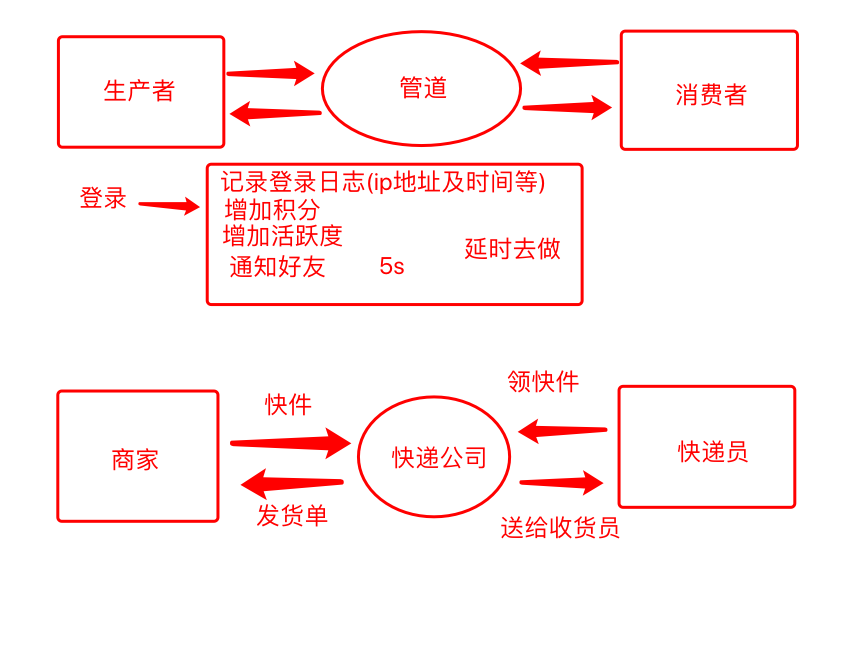 生产者
管道
消费者
登录
记录登录日志(ip地址及时间等)
增加积分
增加活跃度
延时去做
通知好友 5s
领快件
快件
商家
快递公司
快递员
发货单
送给收货员